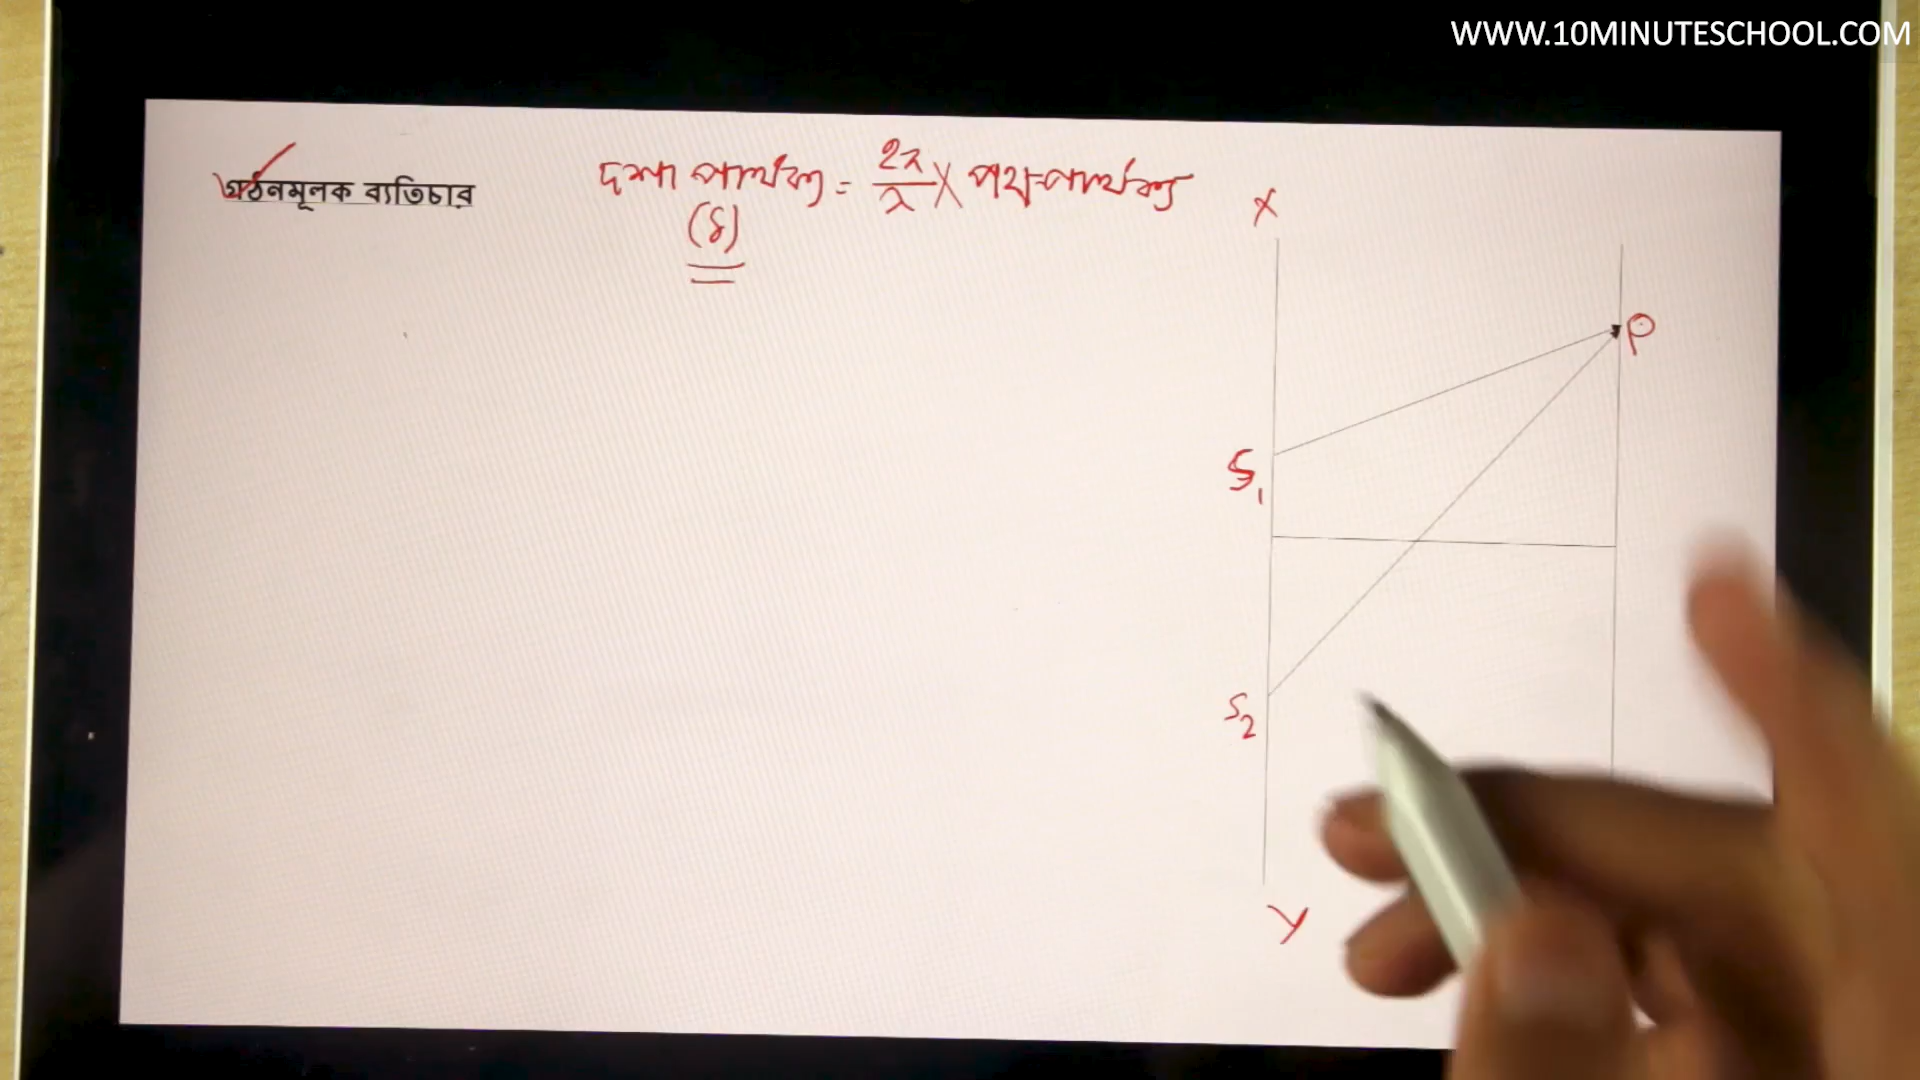 WWW.10MINUTESCHOOL.COM
গঠনমূলক ব্যতিচার
দশা পার্থক্য = 2π/λ X পথ-পার্থক্য
(δ)
X
P
S1
S2
Y